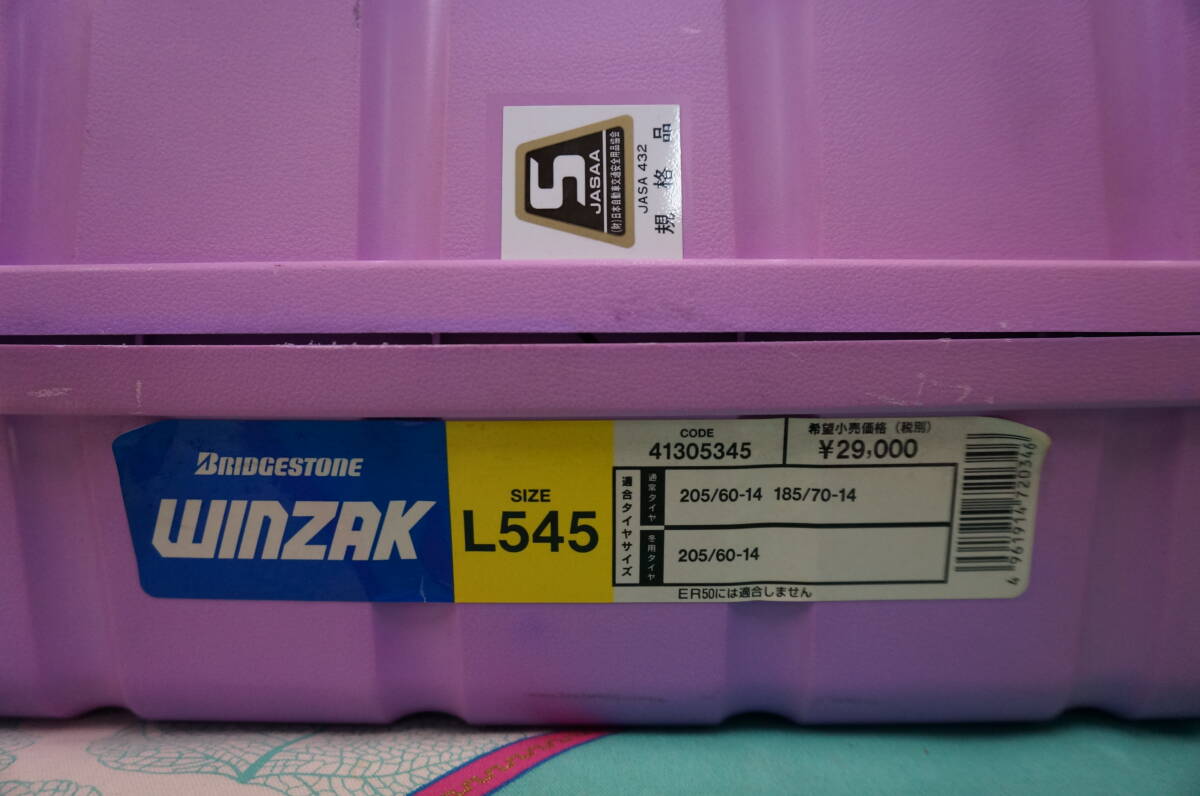 S
JASAA
(財)日本自動車交通安全用品協会
JASA 432
規格品
BRIDGESTONE
WINZAK
SIZE
L545
CODE
41305345
希望小売価格(税別)
¥29,000
適合タイヤサイズ
通常タイヤ
205/60-14 185/70-14
冬用タイヤ
205/60-14
ER50には適合しません
4961914720346